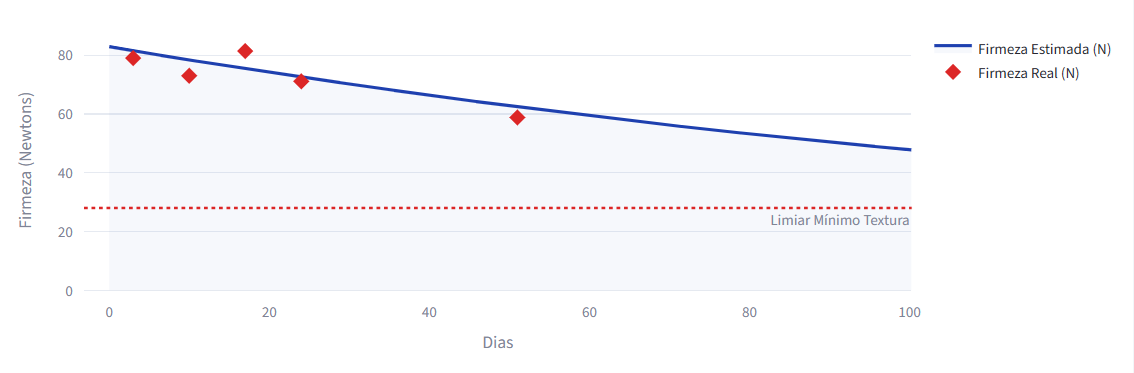 80
60
40
20
0
Firmeza (Newtons)
Limiar Mínimo Textura
0 20 40 60 80 100
Dias
Firmeza Estimada (N)
Firmeza Real (N)